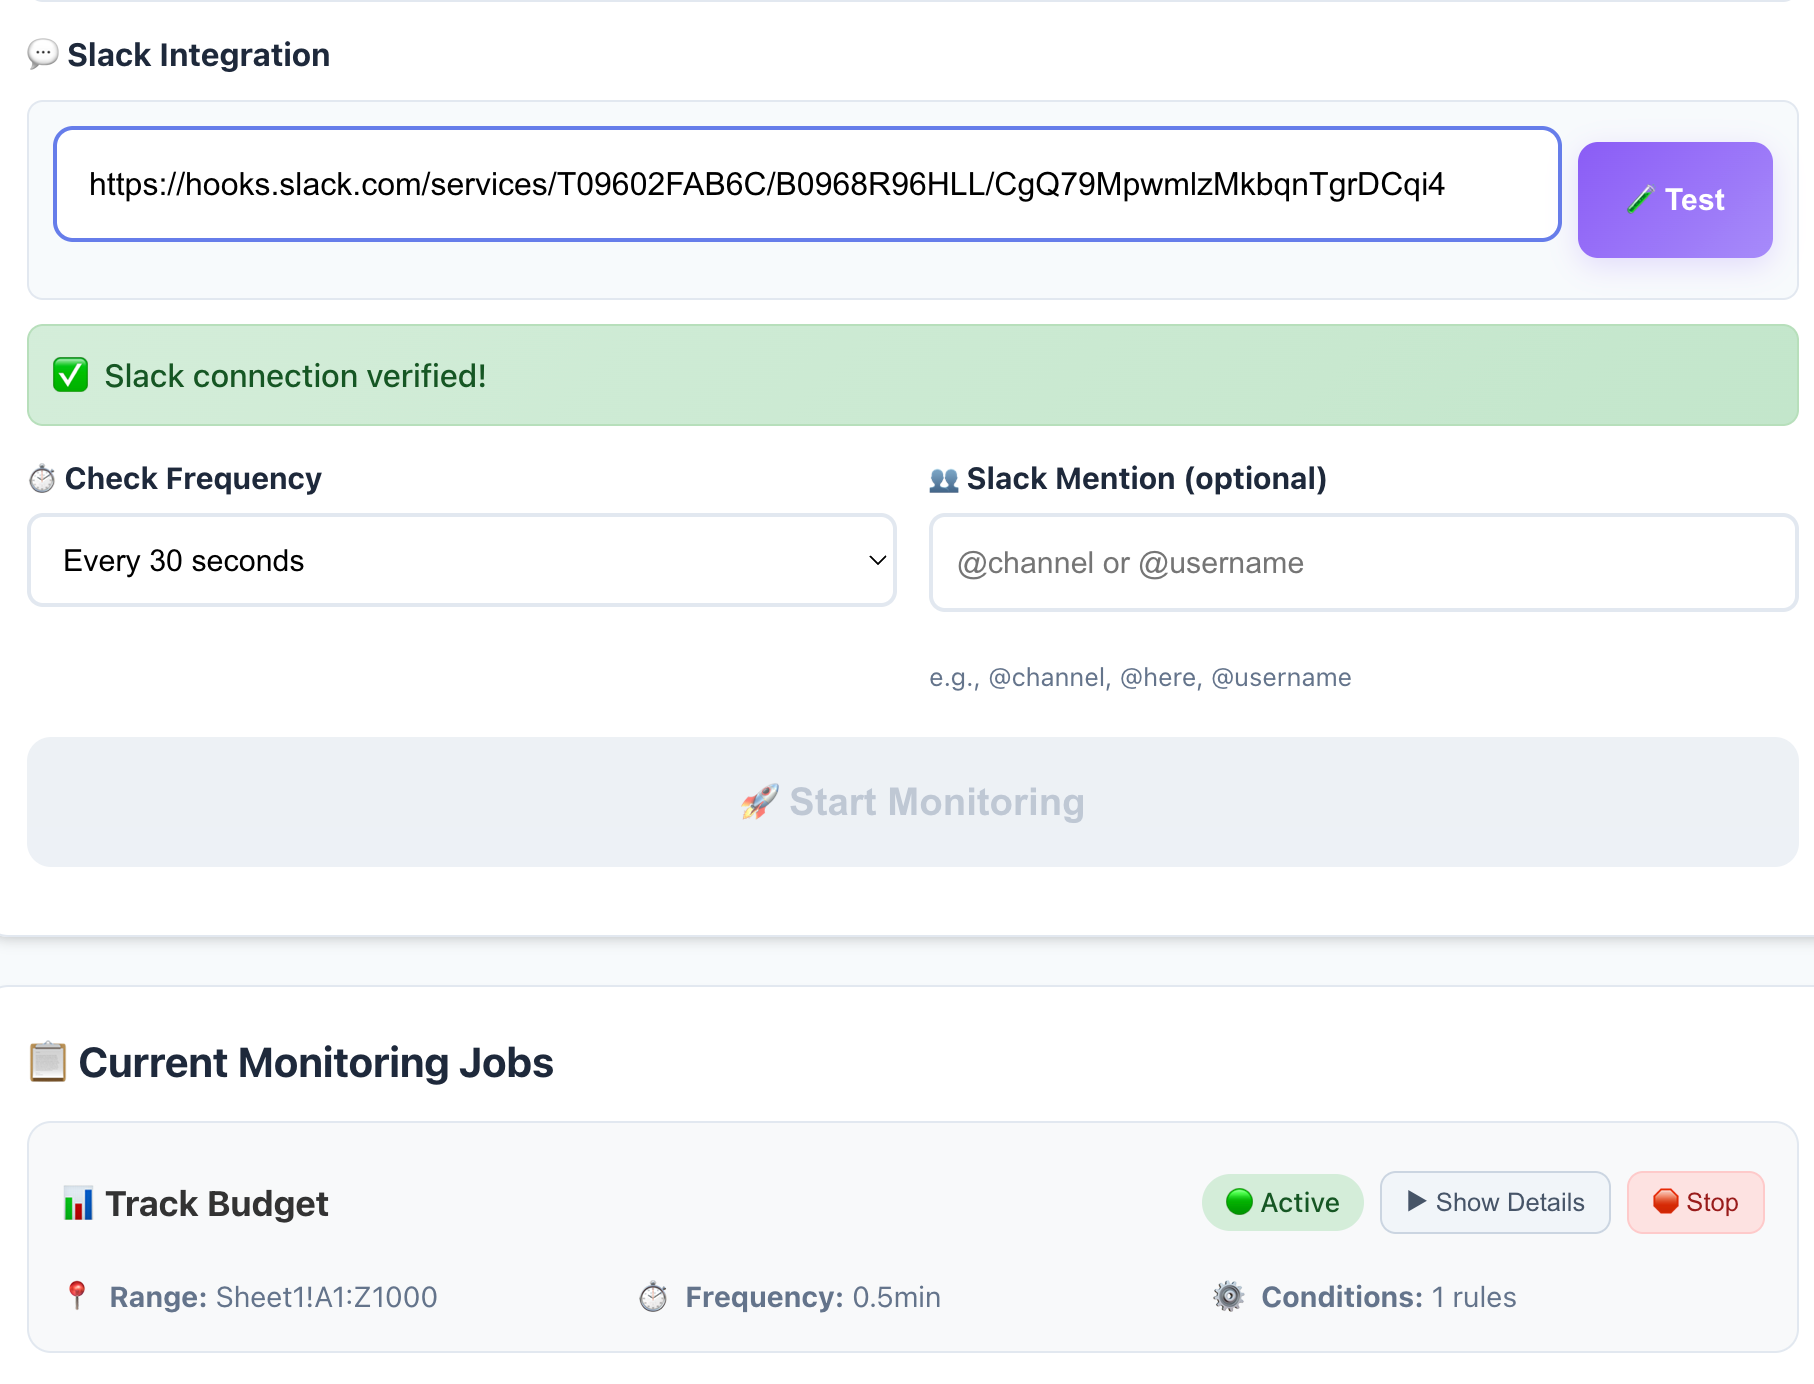 Slack Integration
https://hooks.slack.com/services/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
Test
Slack connection verified!
Check Frequency
Every 30 seconds
Slack Mention (optional)
@channel or @username
e.g., @channel, @here, @username
Start Monitoring
Current Monitoring Jobs
Track Budget
Active
Show Details
Stop
Range: Sheet1!A1:Z1000
Frequency: 0.5min
Conditions: 1 rules